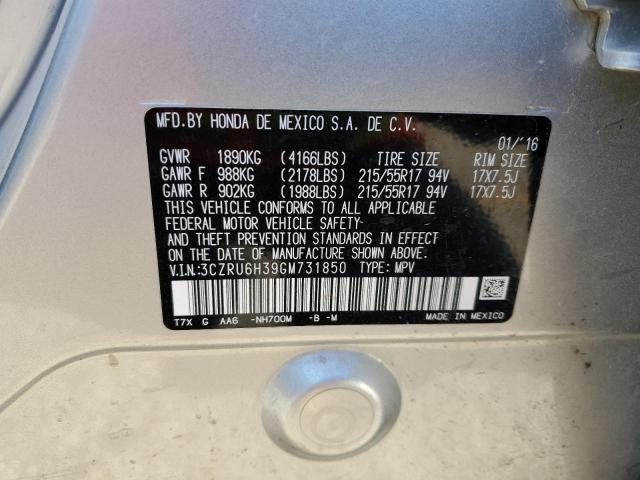 MFD.BY HONDA DE MEXICO S.A. DE C.V.
01/'16
GVWR 1890KG (4166LBS) TIRE SIZE RIM SIZE
GAWR F 988KG (2178LBS) 215/55R17 94V 17X7.5J
GAWR R 902KG (1988LBS) 215/55R17 94V 17X7.5J
THIS VEHICLE CONFORMS TO ALL APPLICABLE
FEDERAL MOTOR VEHICLE SAFETY
AND THEFT PREVENTION STANDARDS IN EFFECT
ON THE DATE OF MANUFACTURE SHOWN ABOVE.
V.I.N:3CZRU6H39GM731850 TYPE: MPV
T7X G AA6 -NH700M -B -M MADE IN MEXICO